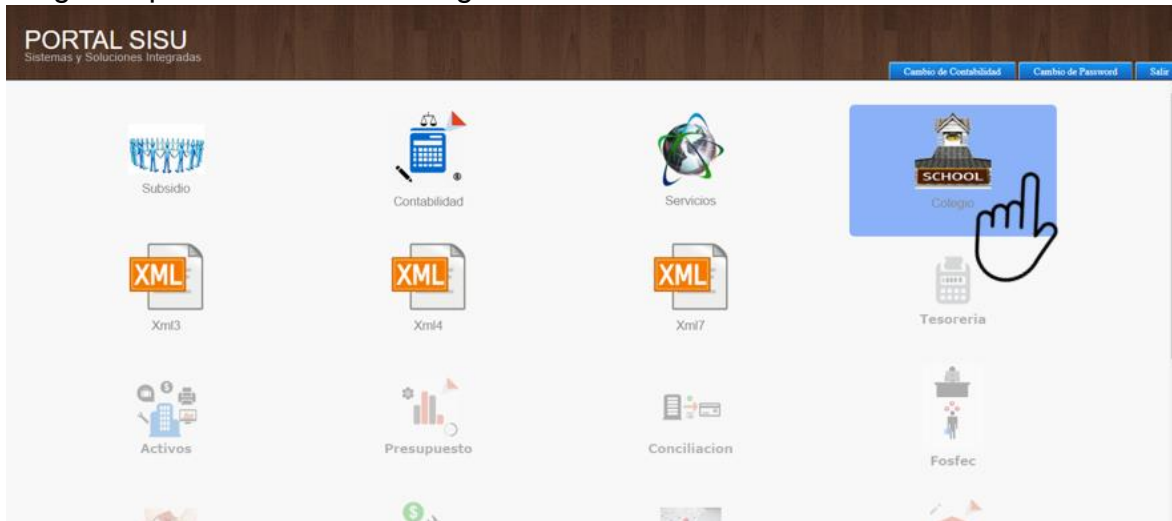 PORTAL SISU
Sistemas y Soluciones Integradas
Cambio de Contabilidad Cambio de Password Salir
Subsidio
Contabilidad
Servicios
SCHOOL
Colegio
XML
Xml3
XML
Xml4
XML
Xml7
Tesoreria
Activos
Presupuesto
Conciliacion
Fosfec